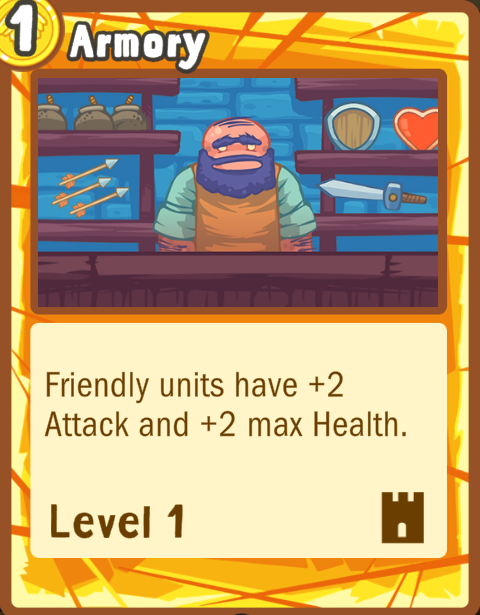 1
Armory
Friendly units have +2
Attack and +2 max Health.
Level 1